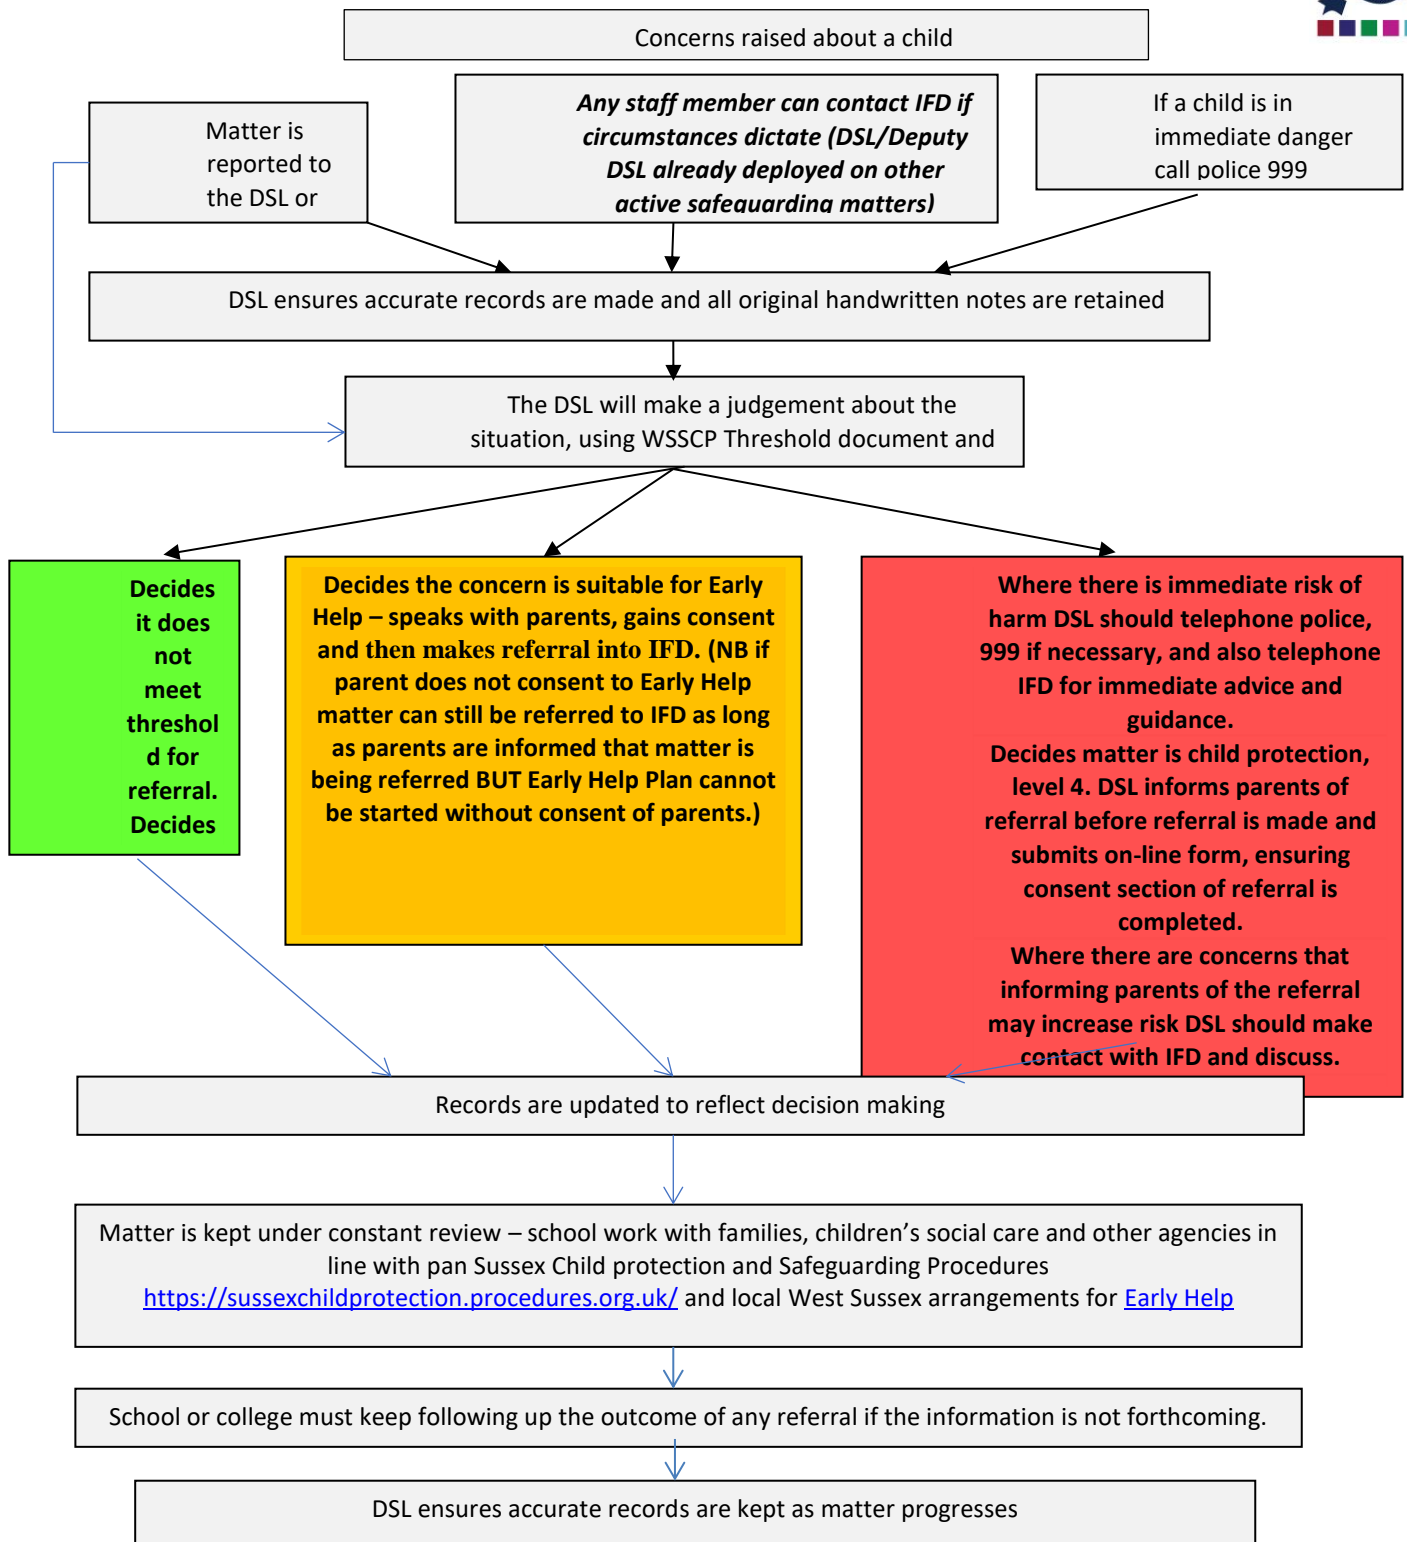 Concerns raised about a child
Matter is
reported to
the DSL or
Any staff member can contact IFD if
circumstances dictate (DSL/Deputy
DSL already deployed on other
active safeguarding matters)
If a child is in
immediate danger
call police 999
DSL ensures accurate records are made and all original handwritten notes are retained
The DSL will make a judgement about the
situation, using WSSCP Threshold document and
Decides
it does
not
meet
threshol
d for
referral.
Decides
Decides the concern is suitable for Early
Help – speaks with parents, gains consent
and then makes referral into IFD. (NB if
parent does not consent to Early Help
matter can still be referred to IFD as long
as parents are informed that matter is
being referred BUT Early Help Plan cannot
be started without consent of parents.)
Where there is immediate risk of
harm DSL should telephone police,
999 if necessary, and also telephone
IFD for immediate advice and
guidance.
Decides matter is child protection,
level 4. DSL informs parents of
referral before referral is made and
submits on-line form, ensuring
consent section of referral is
completed.
Where there are concerns that
informing parents of the referral
may increase risk DSL should make
contact with IFD and discuss.
Records are updated to reflect decision making
Matter is kept under constant review – school work with families, children’s social care and other agencies in
line with pan Sussex Child protection and Safeguarding Procedures
https://sussexchildprotection.procedures.org.uk/ and local West Sussex arrangements for Early Help
School or college must keep following up the outcome of any referral if the information is not forthcoming.
DSL ensures accurate records are kept as matter progresses